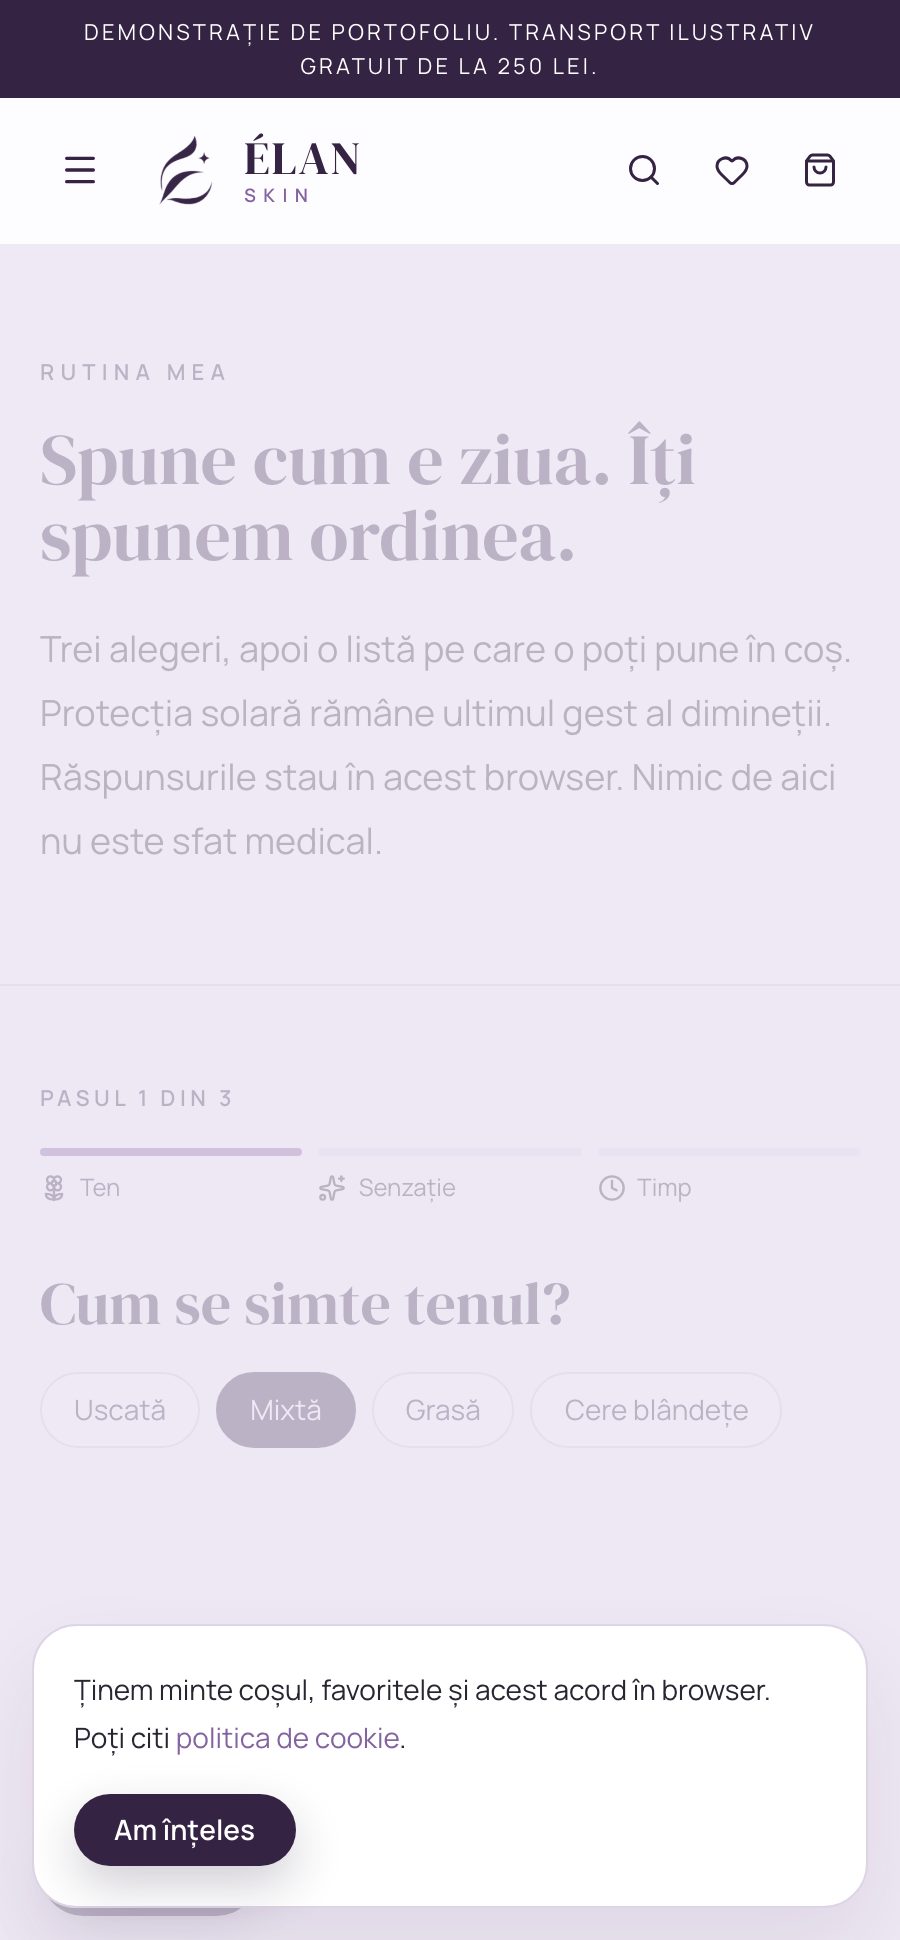 DEMONSTRAȚIE DE PORTOFOLIU. TRANSPORT ILUSTRATIV
GRATUIT DE LA 250 LEI.
ÉLAN
SKIN
RUTINA MEA
Spune cum e ziua. Îți
spunem ordinea.
Trei alegeri, apoi o listă pe care o poți pune în coș.
Protecția solară rămâne ultimul gest al dimineții.
Răspunsurile stau în acest browser. Nimic de aici
nu este sfat medical.
PASUL 1 DIN 3
Ten
Senzație
Timp
Cum se simte tenul?
Uscată
Mixtă
Grasă
Cere blândețe
Ținem minte coșul, favoritele și acest acord în browser.
Poți citi politica de cookie.
Am înțeles